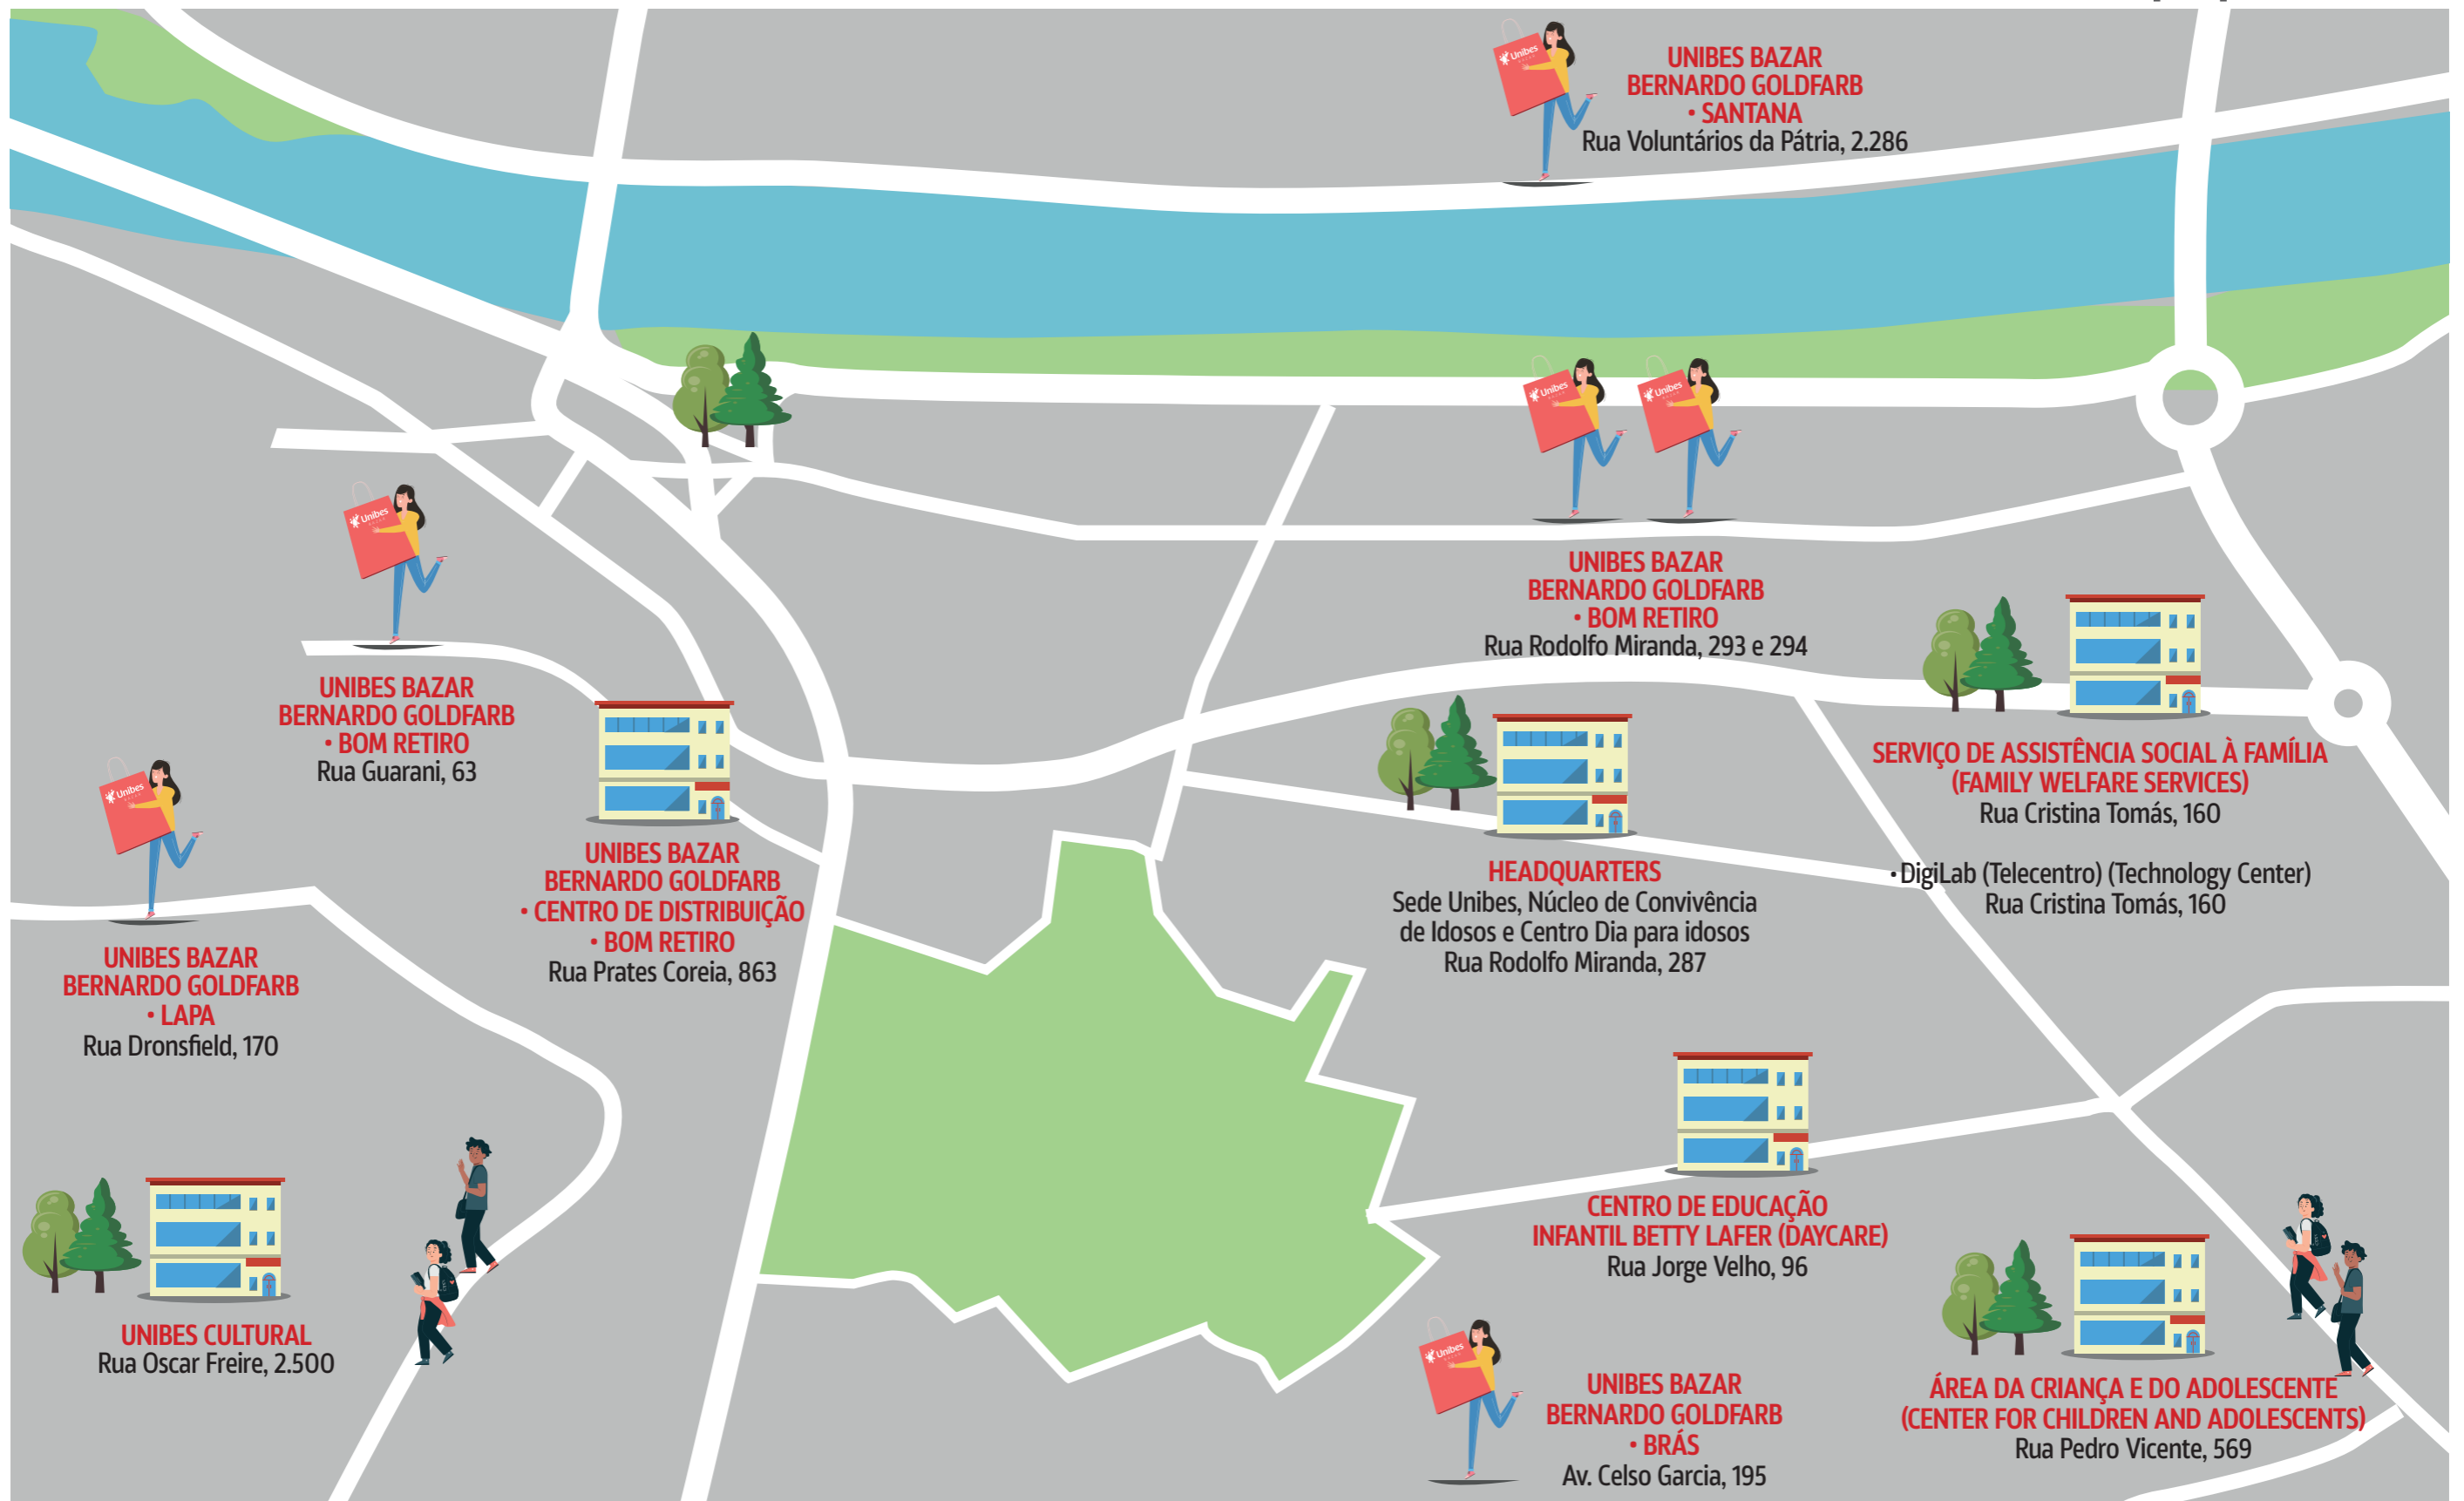 Unibes
UNIBES BAZAR
BERNARDO GOLDFARB
• SANTANA
Rua Voluntários da Pátria, 2.286
Unibes
Unibes
UNIBES BAZAR
BERNARDO GOLDFARB
• BOM RETIRO
Rua Rodolfo Miranda, 293 e 294
Unibes
UNIBES BAZAR
BERNARDO GOLDFARB
• BOM RETIRO
Rua Guarani, 63
SERVIÇO DE ASSISTÊNCIA SOCIAL À FAMÍLIA
(FAMILY WELFARE SERVICES)
Rua Cristina Tomás, 160
• DigiLab (Telecentro) (Technology Center)
Rua Cristina Tomás, 160
UNIBES BAZAR
BERNARDO GOLDFARB
• CENTRO DE DISTRIBUIÇÃO
• BOM RETIRO
Rua Prates Coreia, 863
HEADQUARTERS
Sede Unibes, Núcleo de Convivência
de Idosos e Centro Dia para idosos
Rua Rodolfo Miranda, 287
Unibes
UNIBES BAZAR
BERNARDO GOLDFARB
• LAPA
Rua Dronsfield, 170
CENTRO DE EDUCAÇÃO
INFANTIL BETTY LAFER (DAYCARE)
Rua Jorge Velho, 96
UNIBES CULTURAL
Rua Oscar Freire, 2.500
Unibes
UNIBES BAZAR
BERNARDO GOLDFARB
• BRÁS
Av. Celso Garcia, 195
ÁREA DA CRIANÇA E DO ADOLESCENTE
(CENTER FOR CHILDREN AND ADOLESCENTS)
Rua Pedro Vicente, 569